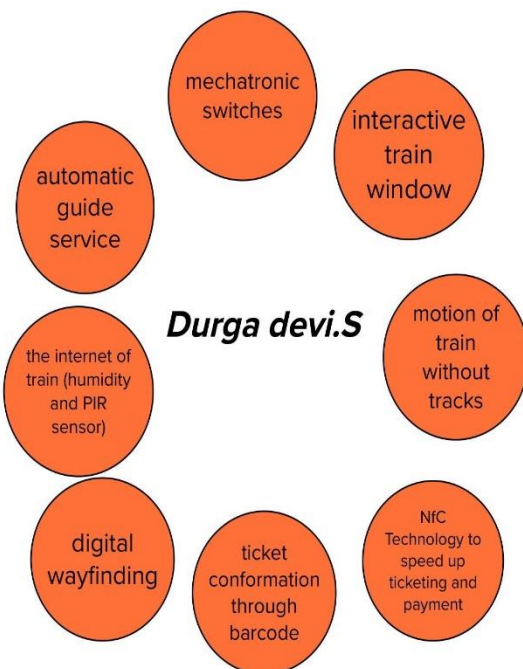 mechatronic
switches
interactive
train
window
automatic
guide
service
Durga devi.S
motion of
train
without
tracks
the internet of
train (humidity
and PIR
sensor)
NfC
Technology to
speed up
ticketing and
payment
digital
wayfinding
ticket
conformation
through
barcode